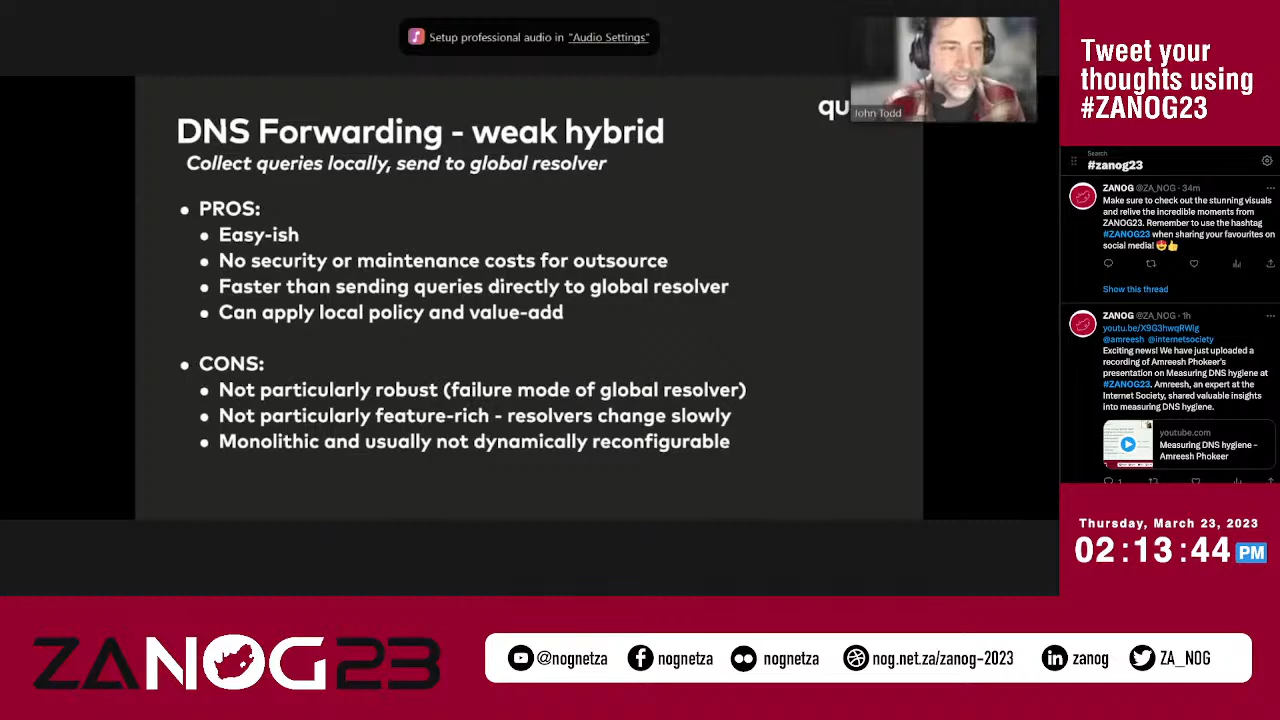 Setup professional audio in "Audio Settings"
John Todd
qu
DNS Forwarding - weak hybrid
Collect queries locally, send to global resolver
• PROS:
• Easy-ish
• No security or maintenance costs for outsource
• Faster than sending queries directly to global resolver
• Can apply local policy and value-add
• CONS:
• Not particularly robust (failure mode of global resolver)
• Not particularly feature-rich - resolvers change slowly
• Monolithic and usually not dynamically reconfigurable
Tweet your
thoughts using
#ZANOG23
Search
#zanog23
ZANOG @ZA_NOG · 34m
Make sure to check out the stunning visuals
and relive the incredible moments from
ZANOG23. Remember to use the hashtag
#ZANOG23 when sharing your favourites on
social media! 😍👍
Show this thread
ZANOG @ZA_NOG · 1h
youtu.be/X9G3hwqRWig
@amreesh @internetsociety
Exciting news! We have just uploaded a
recording of Amreesh Phokeer's
presentation on Measuring DNS hygiene at
#ZANOG23. Amreesh, an expert at the
Internet Society, shared valuable insights
into measuring DNS hygiene.
youtube.com
Measuring DNS hygiene -
Amreesh Phokeer
1
Thursday, March 23, 2023
02:13:44 PM
ZANOG23
@nognetza
nognetza
nognetza
nog.net.za/zanog-2023
zanog
ZA_NOG